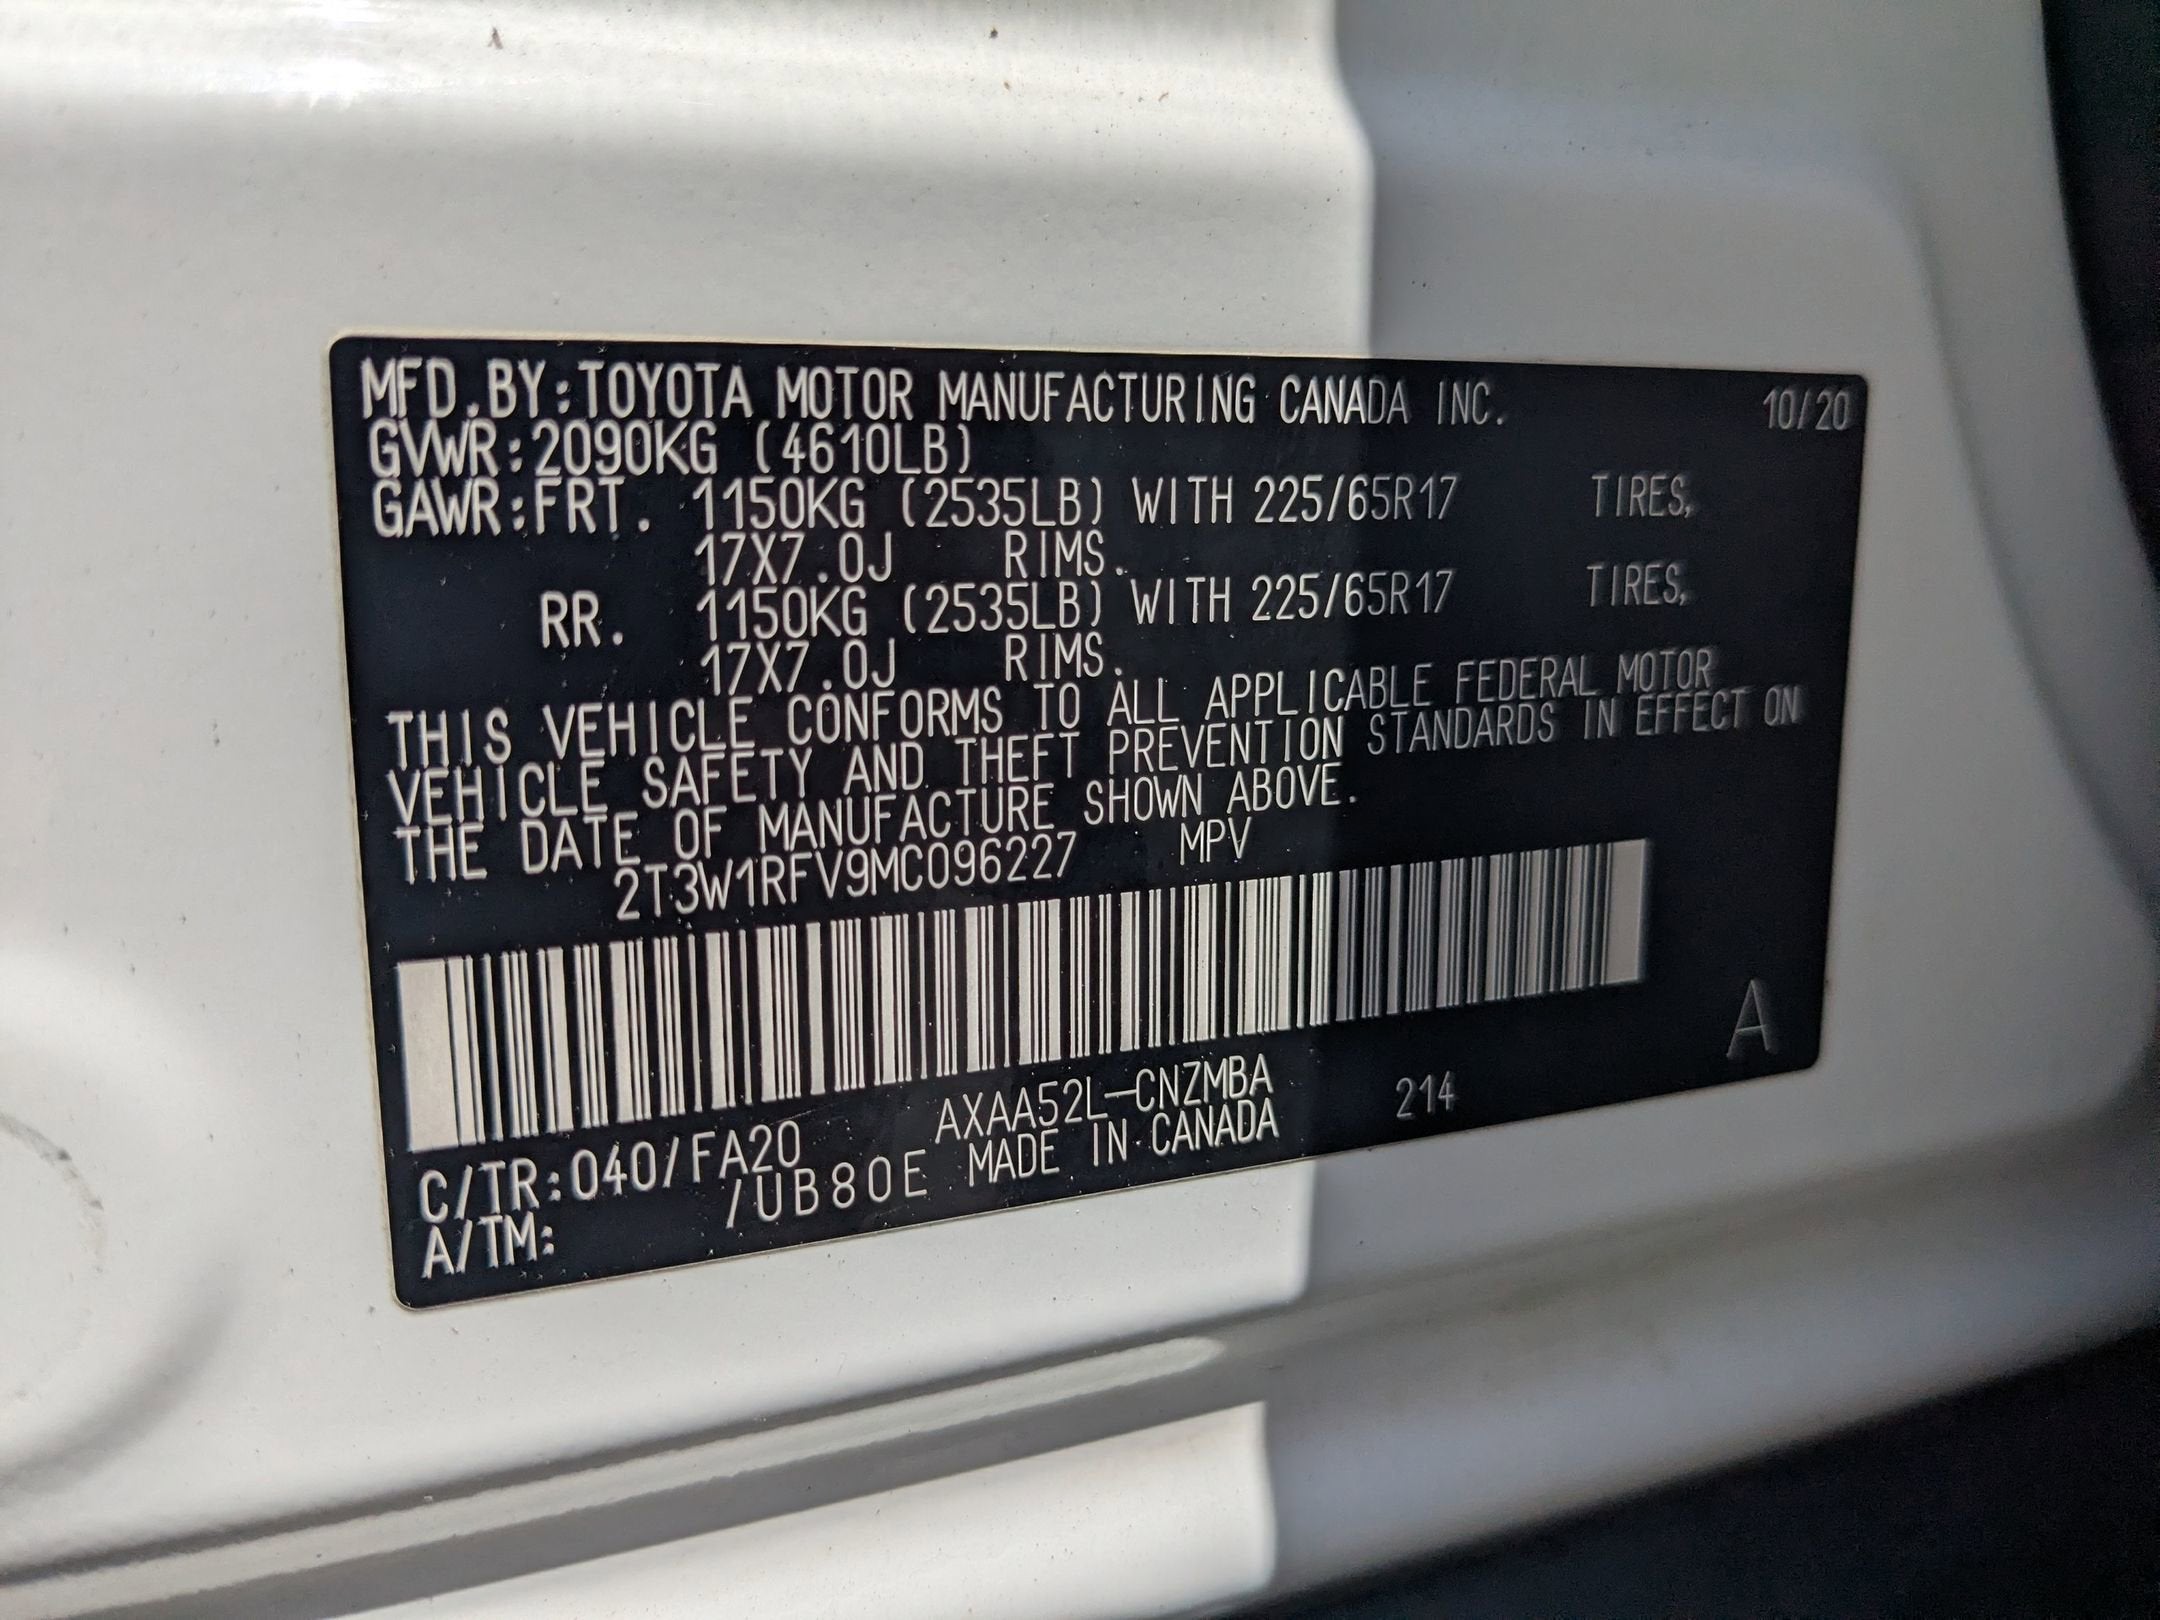 MFD.BY:TOYOTA MOTOR MANUFACTURING CANADA INC. 10/20
GVWR:2090KG (4610LB)
GAWR:FRT. 1150KG (2535LB) WITH 225/65R17 TIRES,
17X7.0J RIMS.
RR. 1150KG (2535LB) WITH 225/65R17 TIRES,
17X7.0J RIMS.
THIS VEHICLE CONFORMS TO ALL APPLICABLE FEDERAL MOTOR
VEHICLE SAFETY AND THEFT PREVENTION STANDARDS IN EFFECT ON
THE DATE OF MANUFACTURE SHOWN ABOVE.
2T3W1RFV9MC096227 MPV
A
C/TR:040/FA20 AXAA52L-CNZMBA 214
A/TM: /UB80E MADE IN CANADA